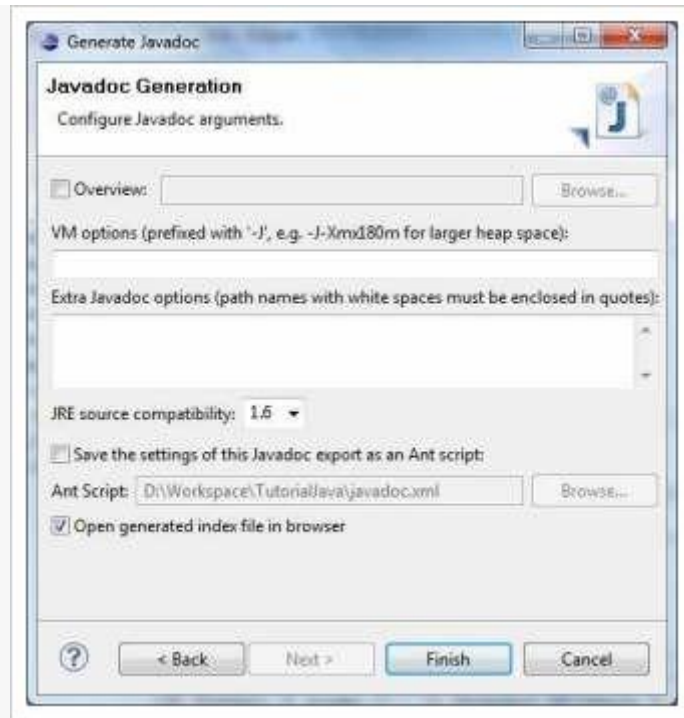 Generate Javadoc
Javadoc Generation
Configure Javadoc arguments.
Overview: Browse...
VM options (prefixed with '-J', e.g. -J-Xmx180m for larger heap space):
Extra Javadoc options (path names with white spaces must be enclosed in quotes):
JRE source compatibility: 1.6
Save the settings of this Javadoc export as an Ant script:
Ant Script: D:\Workspace\TutorialJava\javadoc.xml Browse...
Open generated index file in browser
? < Back Next > Finish Cancel